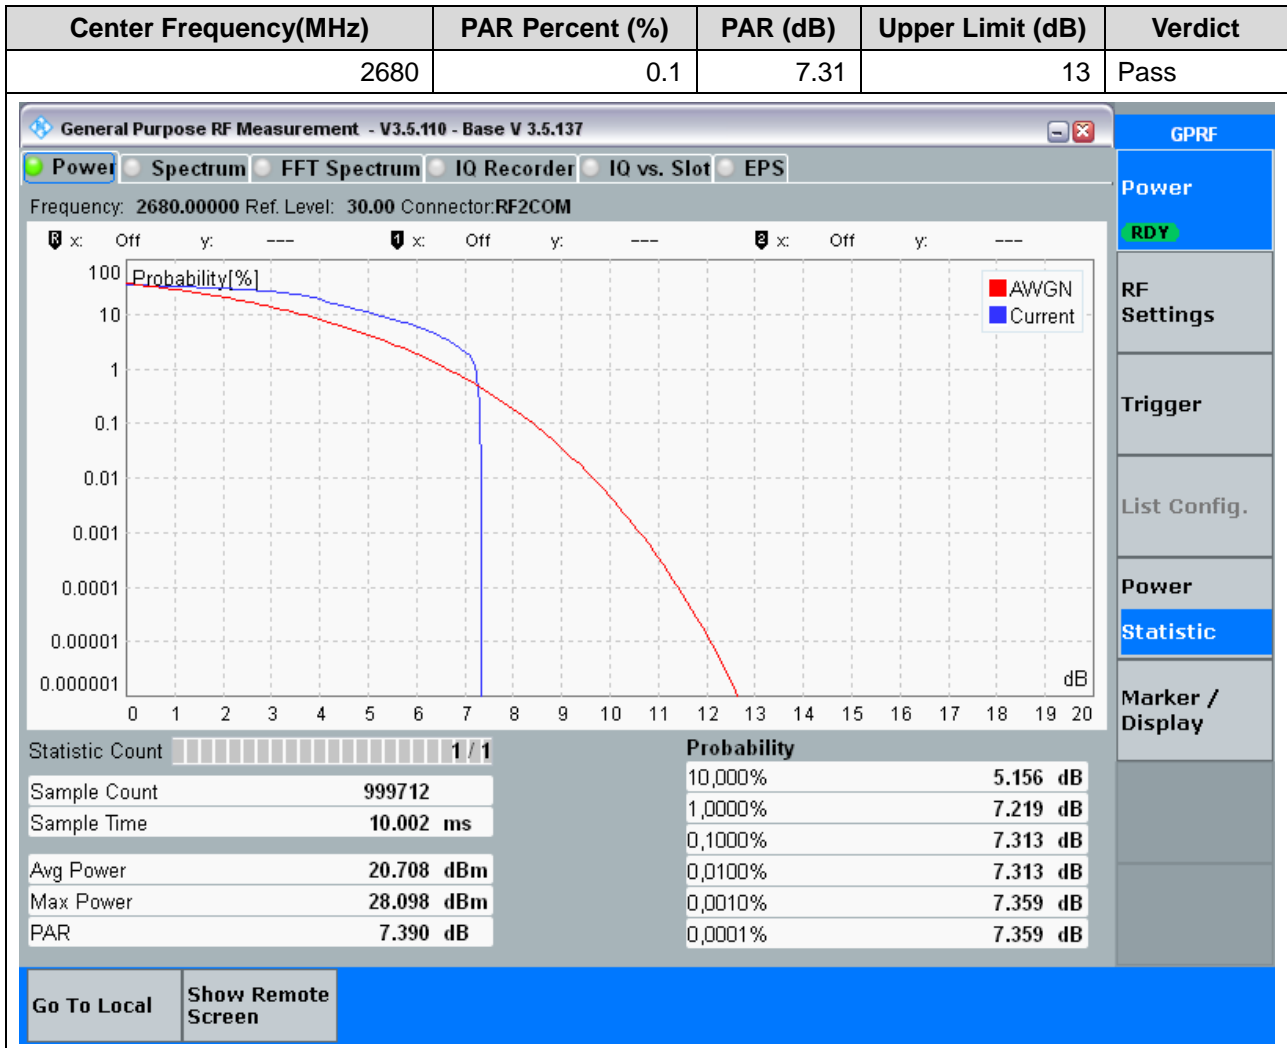 Center Frequency(MHz) PAR Percent (%) PAR (dB) Upper Limit (dB) Verdict
2680 0.1 7.31 13 Pass
General Purpose RF Measurement - V3.5.110 - Base V 3.5.137
GPRF
Power Spectrum FFT Spectrum IQ Recorder IQ vs. Slot EPS
Power
RDY
Frequency: 2680.00000 Ref. Level: 30.00 Connector:RF2COM
R x: Off y: --- 1 x: Off y: --- 2 x: Off y: ---
Probability[%]
100
10
1
0.1
0.01
0.001
0.0001
0.00001
0.000001
AWGN
Current
dB
0 1 2 3 4 5 6 7 8 9 10 11 12 13 14 15 16 17 18 19 20
RF
Settings
Trigger
List Config.
Power
Statistic
Marker /
Display
Statistic Count 1 / 1
Sample Count 999712
Sample Time 10.002 ms
Avg Power 20.708 dBm
Max Power 28.098 dBm
PAR 7.390 dB
Probability
10,000% 5.156 dB
1,0000% 7.219 dB
0,1000% 7.313 dB
0,0100% 7.313 dB
0,0010% 7.359 dB
0,0001% 7.359 dB
Go To Local
Show Remote
Screen